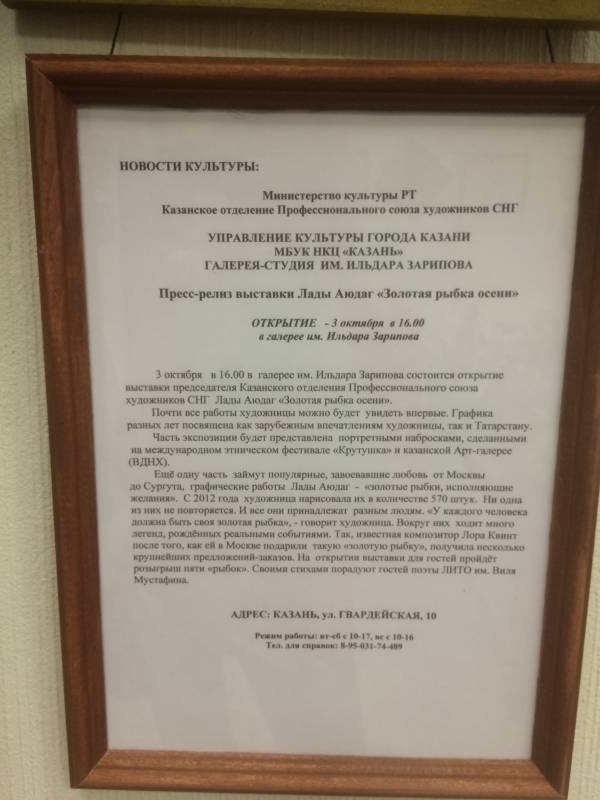 НОВОСТИ КУЛЬТУРЫ:
Министерство культуры РТ
Казанское отделение Профессионального союза художников СНГ
УПРАВЛЕНИЕ КУЛЬТУРЫ ГОРОДА КАЗАНИ
МБУК НКЦ «КАЗАНЬ»
ГАЛЕРЕЯ-СТУДИЯ ИМ. ИЛЬДАРА ЗАРИПОВА
Пресс-релиз выставки Лады Аюдаг «Золотая рыбка осени»
ОТКРЫТИЕ - 3 октября в 16.00
в галерее им. Ильдара Зарипова
3 октября в 16.00 в галерее им. Ильдара Зарипова состоится открытие
выставки председателя Казанского отделения Профессионального союза
художников СНГ Лады Аюдаг «Золотая рыбка осени».
Почти все работы художницы можно будет увидеть впервые. Графика
разных лет посвящена как зарубежным впечатлениям художницы, так и Татарстану.
Часть экспозиции будет представлена портретными набросками, сделанными
на международном этническом фестивале «Крутушка» и казанской Арт-галерее
(ВДНХ).
Ещё одну часть займут популярные, завоевавшие любовь от Москвы
до Сургута, графические работы Лады Аюдаг - «золотые рыбки, исполняющие
желания». С 2012 года художница нарисовала их в количестве 570 штук. Ни одна
из них не повторяется. И все они принадлежат разным людям. «У каждого человека
должна быть своя золотая рыбка», - говорит художница. Вокруг них ходит много
легенд, рождённых реальными событиями. Так, известная композитор Лора Квинт
после того, как ей в Москве подарили такую «золотую рыбку», получила несколько
крупнейших предложений-заказов. На открытии выставки для гостей пройдёт
розыгрыш пяти «рыбок». Своими стихами порадуют гостей поэты ЛИТО им. Виля
Мустафина.
АДРЕС: КАЗАНЬ, ул. ГВАРДЕЙСКАЯ, 10
Режим работы: вт-сб с 10-17, вс с 10-16
Тел. для справок: 8-95-031-74-489